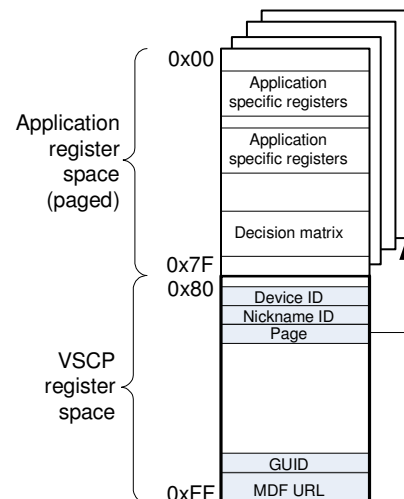 0x00
Application
specific registers
Application
specific registers
Application
register
space
(paged)
Decision matrix
0x7F
0x80
Device ID
Nickname ID
Page
VSCP
register
space
GUID
MDF URL
0xFF